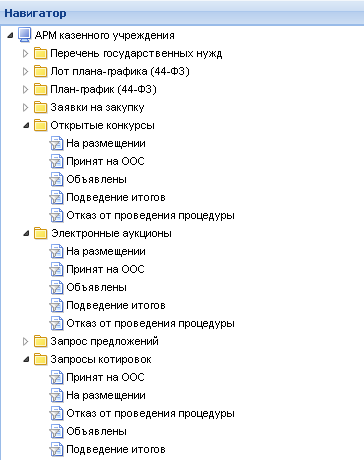 Навигатор
АРМ казенного учреждения
Перечень государственных нужд
Лот плана-графика (44-ФЗ)
План-график (44-ФЗ)
Заявки на закупку
Открытые конкурсы
На размещении
Принят на ООС
Объявлены
Подведение итогов
Отказ от проведения процедуры
Электронные аукционы
На размещении
Принят на ООС
Объявлены
Подведение итогов
Отказ от проведения процедуры
Запрос предложений
Запросы котировок
Принят на ООС
На размещении
Отказ от проведения процедуры
Объявлены
Подведение итогов